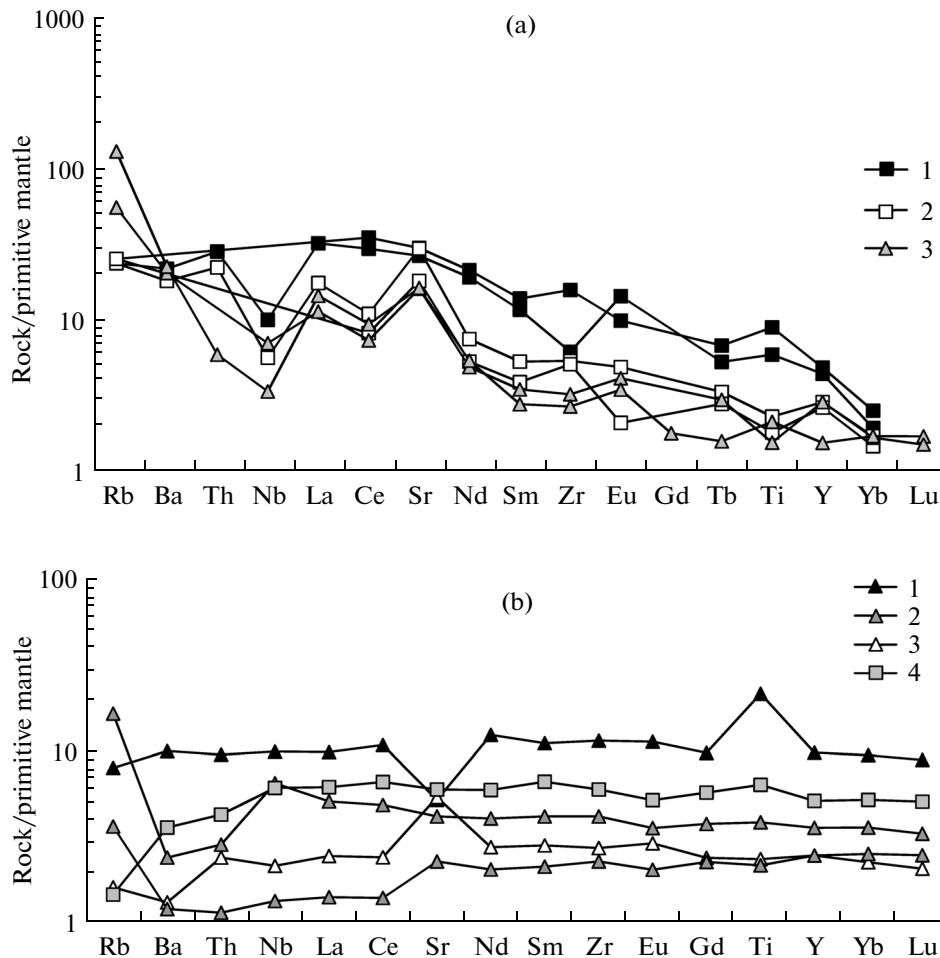 (a)
1000
100
10
1
Rock/primitive mantle
1
2
3
Rb Ba Th Nb La Ce Sr Nd Sm Zr Eu Gd Tb Ti Y Yb Lu
(b)
100
10
1
Rock/primitive mantle
1
2
3
4
Rb Ba Th Nb La Ce Sr Nd Sm Zr Eu Gd Ti Y Yb Lu